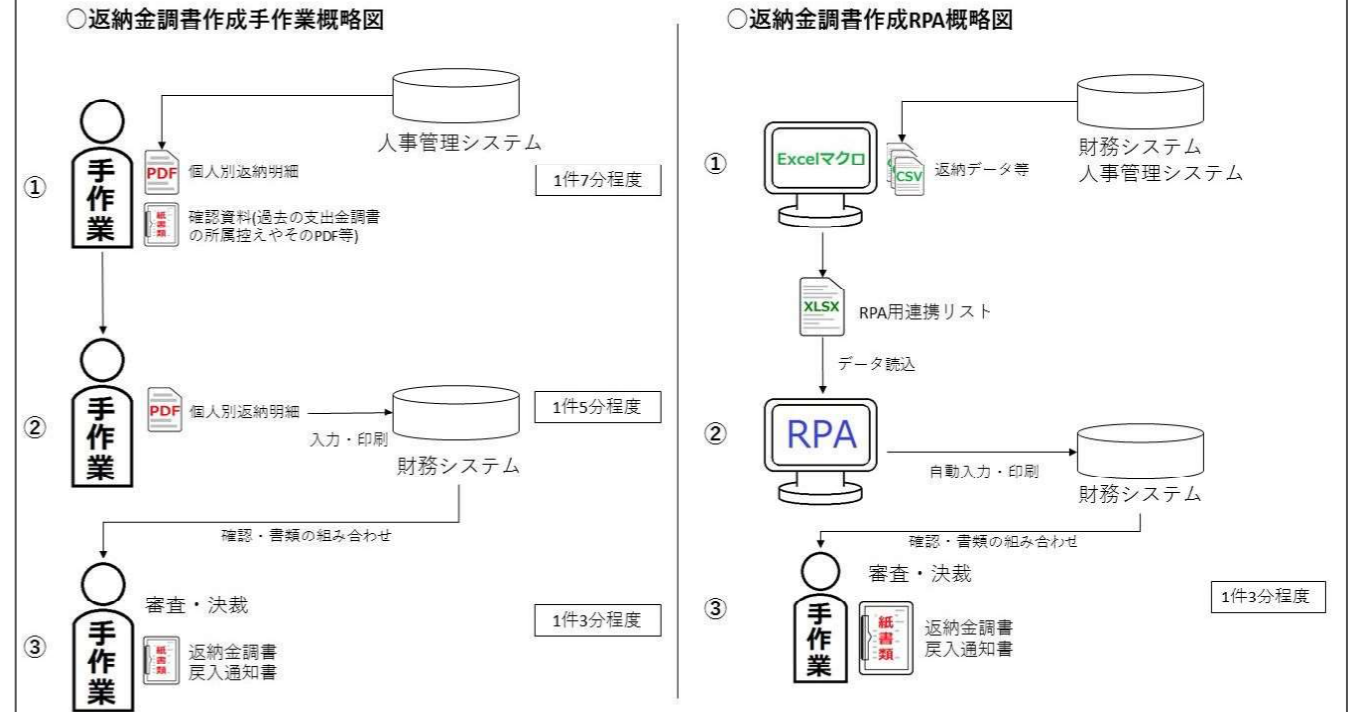 ○返納金調書作成手作業概略図
人事管理システム
①
手作業
PDF
個人別返納明細
1件7分程度
紙書類
確認資料(過去の支出金調書
の所属控えやそのPDF等)
②
手作業
PDF
個人別返納明細
入力・印刷
財務システム
1件5分程度
確認・書類の組み合わせ
③
手作業
審査・決裁
1件3分程度
紙書類
返納金調書
戻入通知書
○返納金調書作成RPA概略図
財務システム
人事管理システム
①
Excelマクロ
CSV
返納データ等
XLSX
RPA用連携リスト
データ読込
②
RPA
自動入力・印刷
財務システム
確認・書類の組み合わせ
③
手作業
審査・決裁
1件3分程度
紙書類
返納金調書
戻入通知書